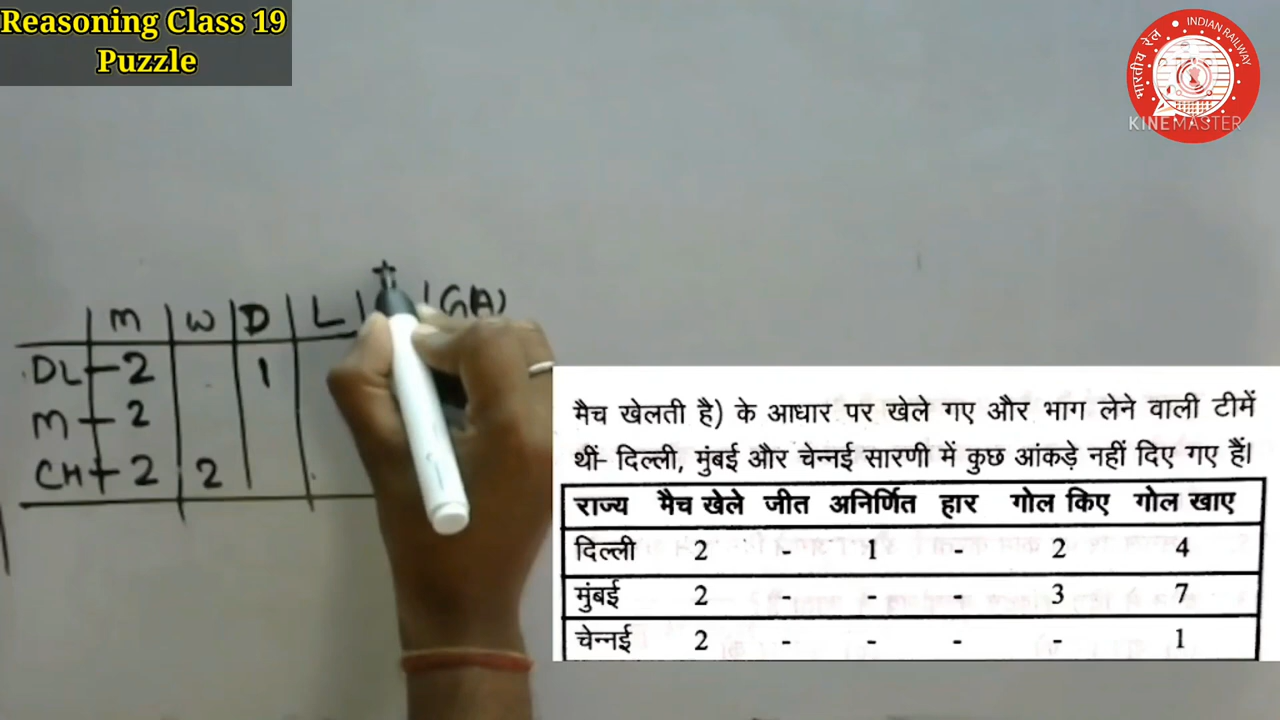 Reasoning Class 19
Puzzle
भारतीय रेल • INDIAN RAILWAY
KINEMASTER
M W D L G(A)
DL 2 1
M 2
CH 2 2
मैच खेलती है) के आधार पर खेले गए और भाग लेने वाली टीमें
थीं- दिल्ली, मुंबई और चेन्नई सारणी में कुछ आंकड़े नहीं दिए गए हैं।
राज्य मैच खेले जीत अनिर्णित हार गोल किए गोल खाए
दिल्ली 2 - 1 - 2 4
मुंबई 2 - - - 3 7
चेन्नई 2 - - - - 1